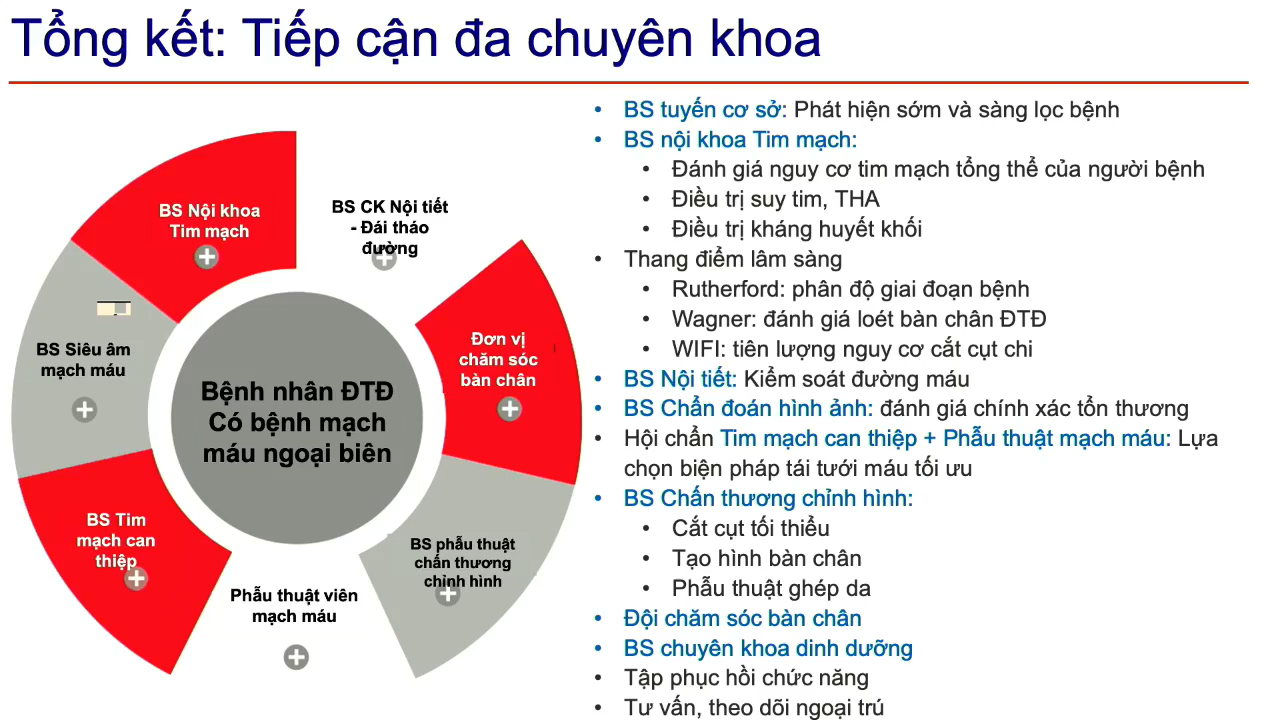 Tổng kết: Tiếp cận đa chuyên khoa
BS Nội khoa
Tim mạch
BS CK Nội tiết
- Đái tháo
đường
Đơn vị
chăm sóc
bàn chân
BS phẫu thuật
chấn thương
chỉnh hình
Phẫu thuật viên
mạch máu
BS Tim
mạch can
thiệp
BS Siêu âm
mạch máu
Bệnh nhân ĐTĐ
Có bệnh mạch
máu ngoại biên
• BS tuyến cơ sở: Phát hiện sớm và sàng lọc bệnh
• BS nội khoa Tim mạch:
• Đánh giá nguy cơ tim mạch tổng thể của người bệnh
• Điều trị suy tim, THA
• Điều trị kháng huyết khối
• Thang điểm lâm sàng
• Rutherford: phân độ giai đoạn bệnh
• Wagner: đánh giá loét bàn chân ĐTĐ
• WIFI: tiên lượng nguy cơ cắt cụt chi
• BS Nội tiết: Kiểm soát đường máu
• BS Chẩn đoán hình ảnh: đánh giá chính xác tổn thương
• Hội chẩn Tim mạch can thiệp + Phẫu thuật mạch máu: Lựa
chọn biện pháp tái tưới máu tối ưu
• BS Chấn thương chỉnh hình:
• Cắt cụt tối thiểu
• Tạo hình bàn chân
• Phẫu thuật ghép da
• Đội chăm sóc bàn chân
• BS chuyên khoa dinh dưỡng
• Tập phục hồi chức năng
• Tư vấn, theo dõi ngoại trú